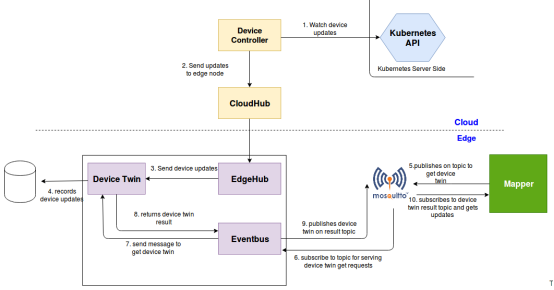 Device
Controller
1. Watch device
updates
Kubernetes
API
Kubernetes Server Side
2. Send updates
to edge node
CloudHub
Cloud
Edge
3. Send device updates
Device Twin
EdgeHub
4. records
device updates
8. returns device twin
result
7. send message to
get device twin
Eventbus
9. publishes device
twin on result topic
6. subscribe to topic for serving
device twin get requests
mosquitto
5.publishes on topic to
get device
twin
10. subscribes to device
twin result topic and gets
updates
Mapper
T